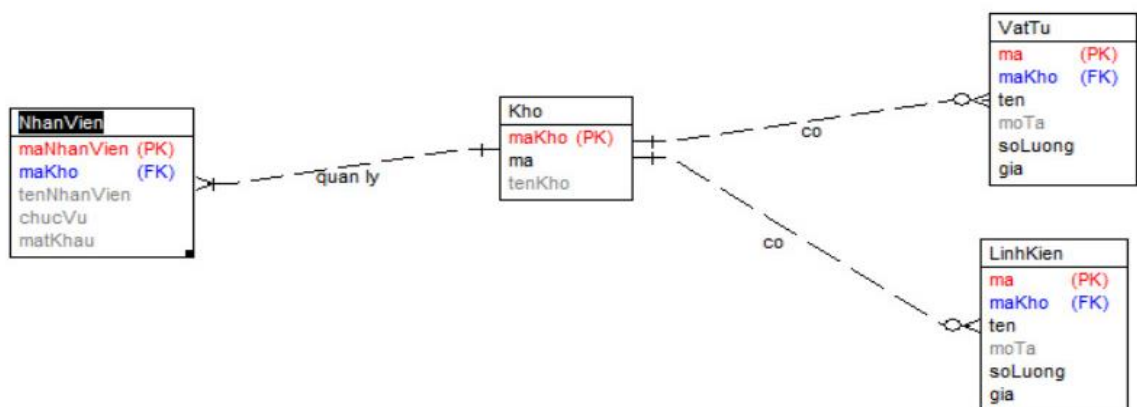 NhanVien
maNhanVien (PK)
maKho (FK)
tenNhanVien
chucVu
matKhau
quan ly
Kho
maKho (PK)
ma
tenKho
co
co
VatTu
ma (PK)
maKho (FK)
ten
moTa
soLuong
gia
LinhKien
ma (PK)
maKho (FK)
ten
moTa
soLuong
gia